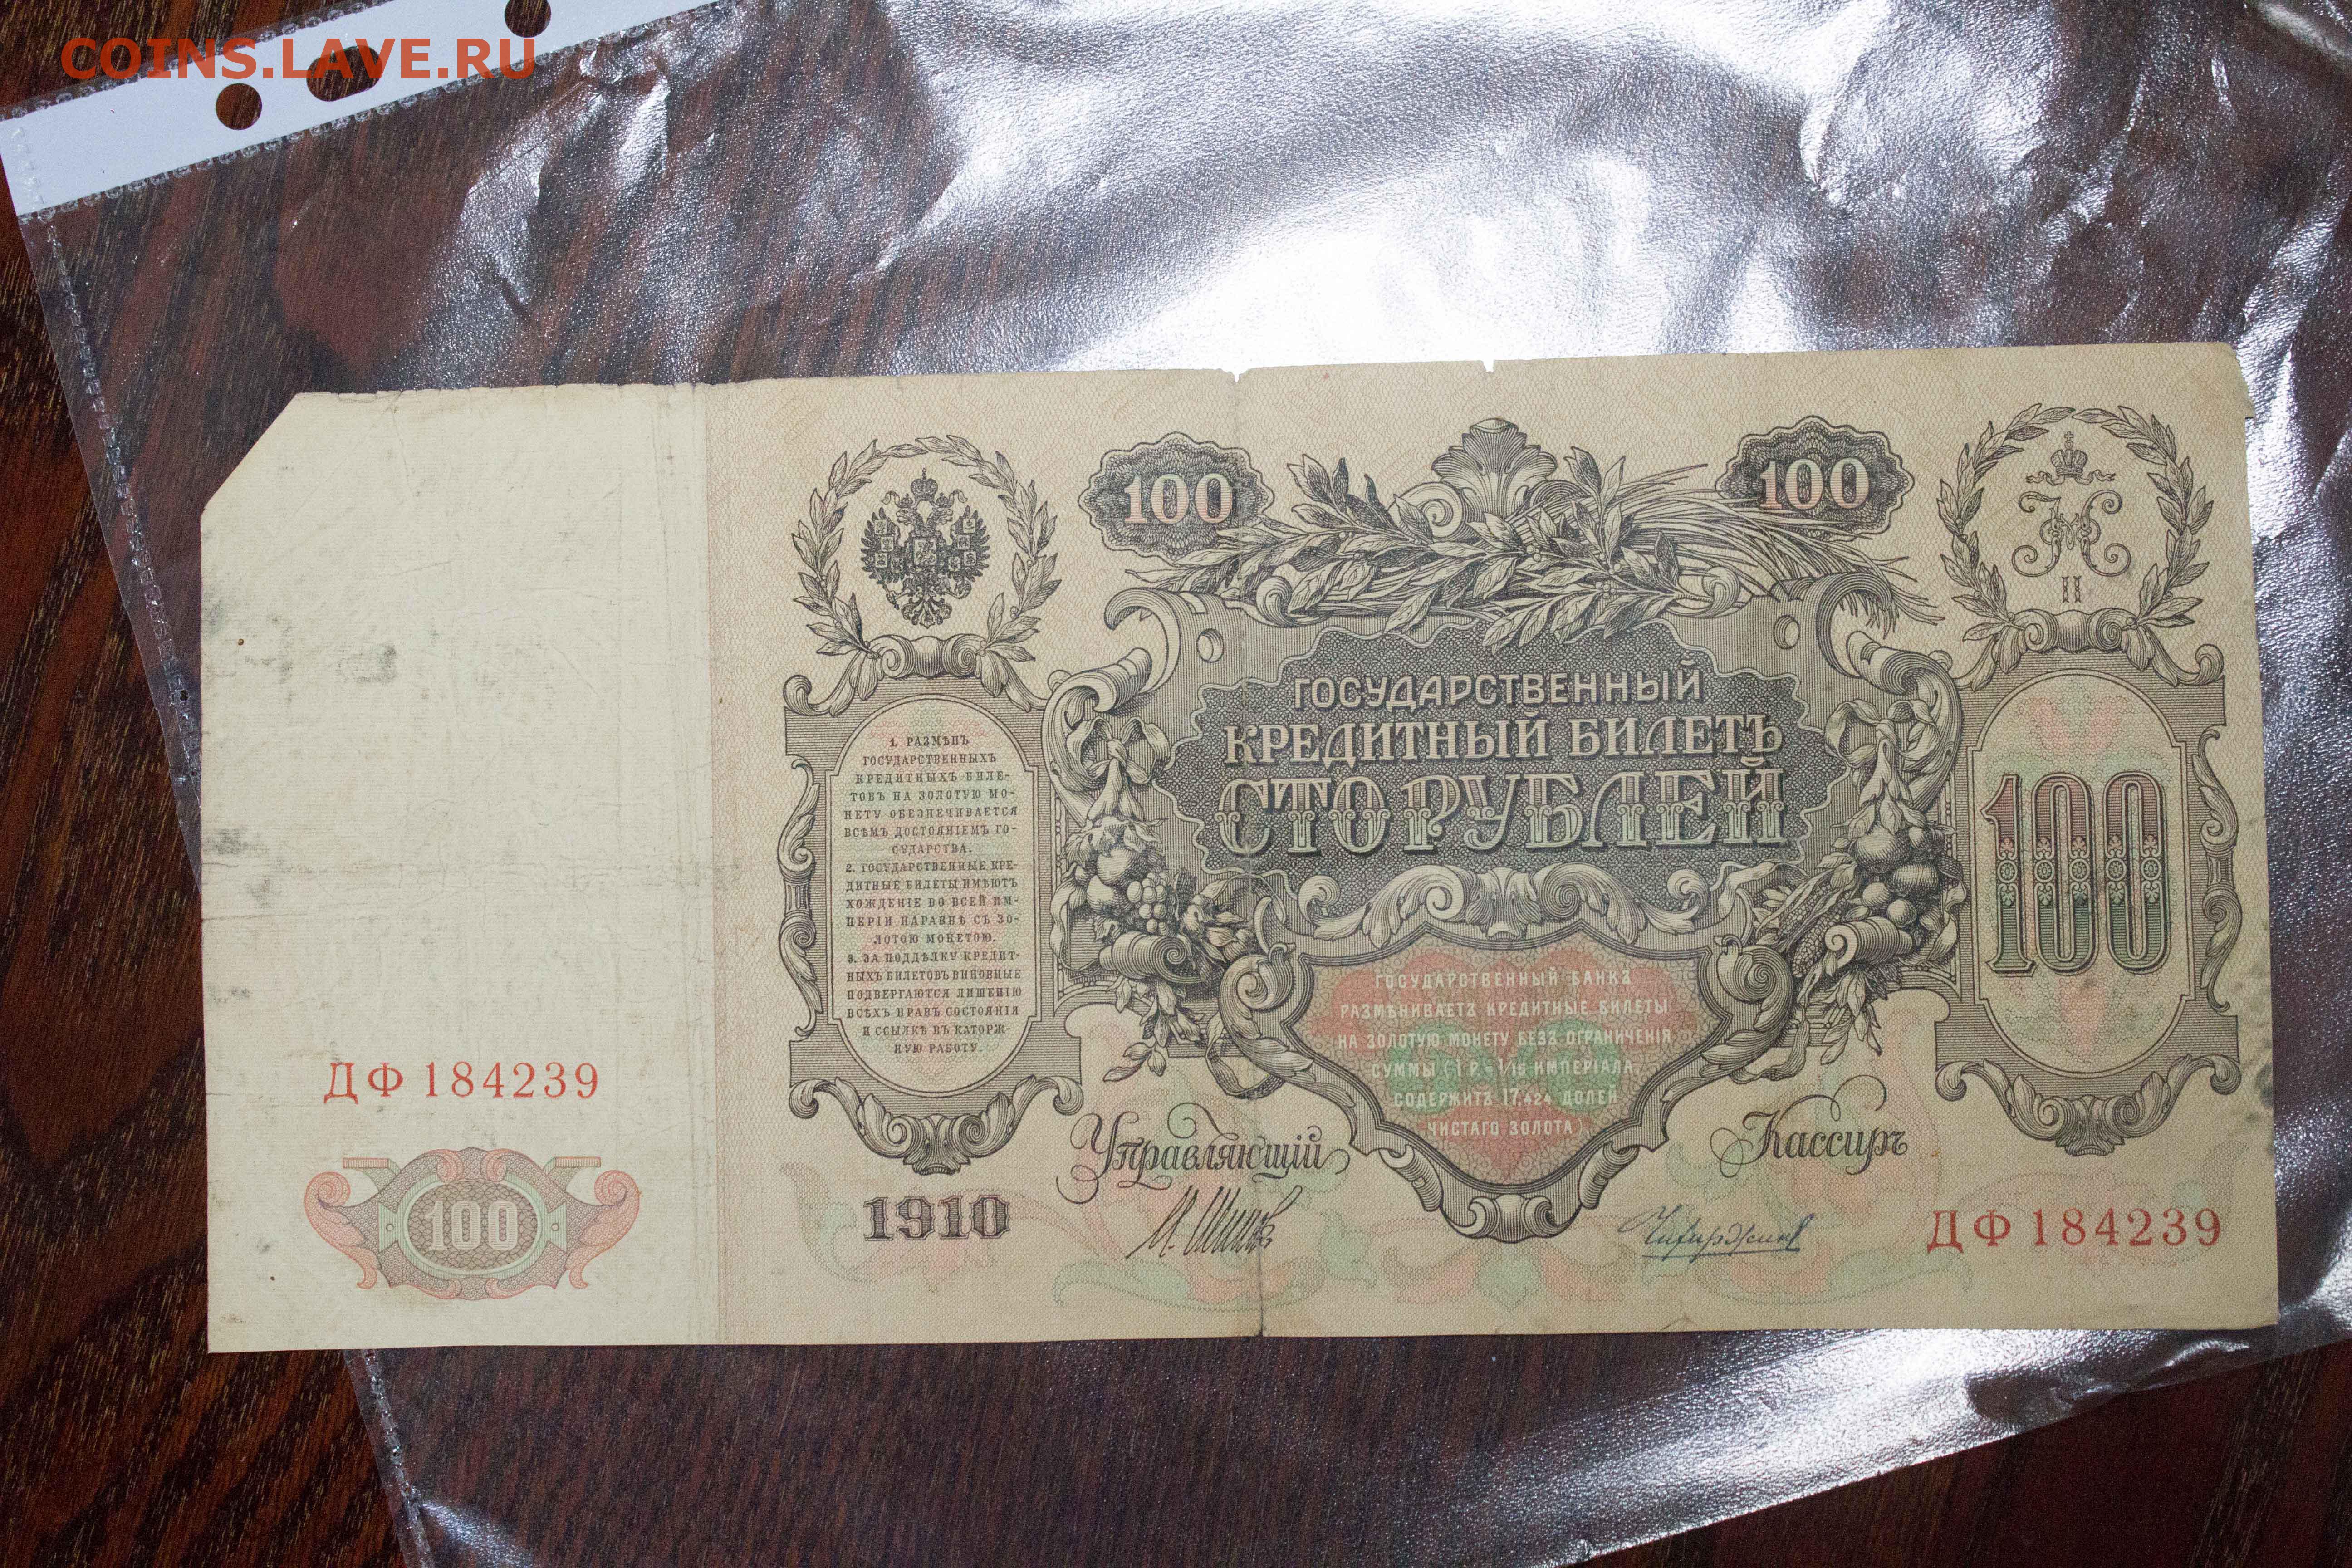 COINS.LAVE.RU
100
100
II
ГОСУДАРСТВЕННЫЙ
КРЕДИТНЫЙ БИЛЕТЪ
СТО РУБЛЕЙ
1. РАЗМѢНЪ
ГОСУДАРСТВЕННЫХЪ
КРЕДИТНЫХЪ БИЛЕ-
ТОВЪ НА ЗОЛОТУЮ МО-
НЕТУ ОБЕЗПЕЧИВАЕТСЯ
ВСѢМЪ ДОСТОЯНІЕМЪ ГО-
СУДАРСТВА.
2. ГОСУДАРСТВЕННЫЕ КРЕ-
ДИТНЫЕ БИЛЕТЫ ИМѢЮТЪ
ХОЖДЕНІЕ ВО ВСЕЙ ИМ-
ПЕРІИ НАРАВНѢ СЪ ЗО-
ЛОТОЮ МОНЕТОЮ.
3. ЗА ПОДДѢЛКУ КРЕДИТ-
НЫХЪ БИЛЕТОВЪ ВИНОВНЫЕ
ПОДВЕРГАЮТСЯ ЛИШЕНІЮ
ВСѢХЪ ПРАВЪ СОСТОЯНІЯ
И ССЫЛКѢ ВЪ КАТОРЖ-
НУЮ РАБОТУ.
100
ГОСУДАРСТВЕННЫЙ БАНКЪ
РАЗМѢНИВАЕТЪ КРЕДИТНЫЕ БИЛЕТЫ
НА ЗОЛОТУЮ МОНЕТУ БЕЗЪ ОГРАНИЧЕНІЯ
СУММЫ (1 Р.= 1/15 ИМПЕРІАЛА,
СОДЕРЖИТЪ 17,424 ДОЛЕЙ
ЧИСТАГО ЗОЛОТА).
ДФ 184239
100
Управляющій
Кассиръ
1910
ДФ 184239